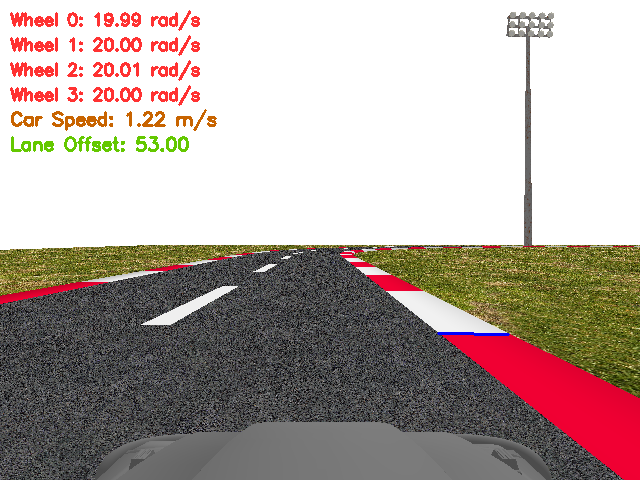 Wheel 0: 19.99 rad/s
Wheel 1: 20.00 rad/s
Wheel 2: 20.01 rad/s
Wheel 3: 20.00 rad/s
Car Speed: 1.22 m/s
Lane Offset: 53.00